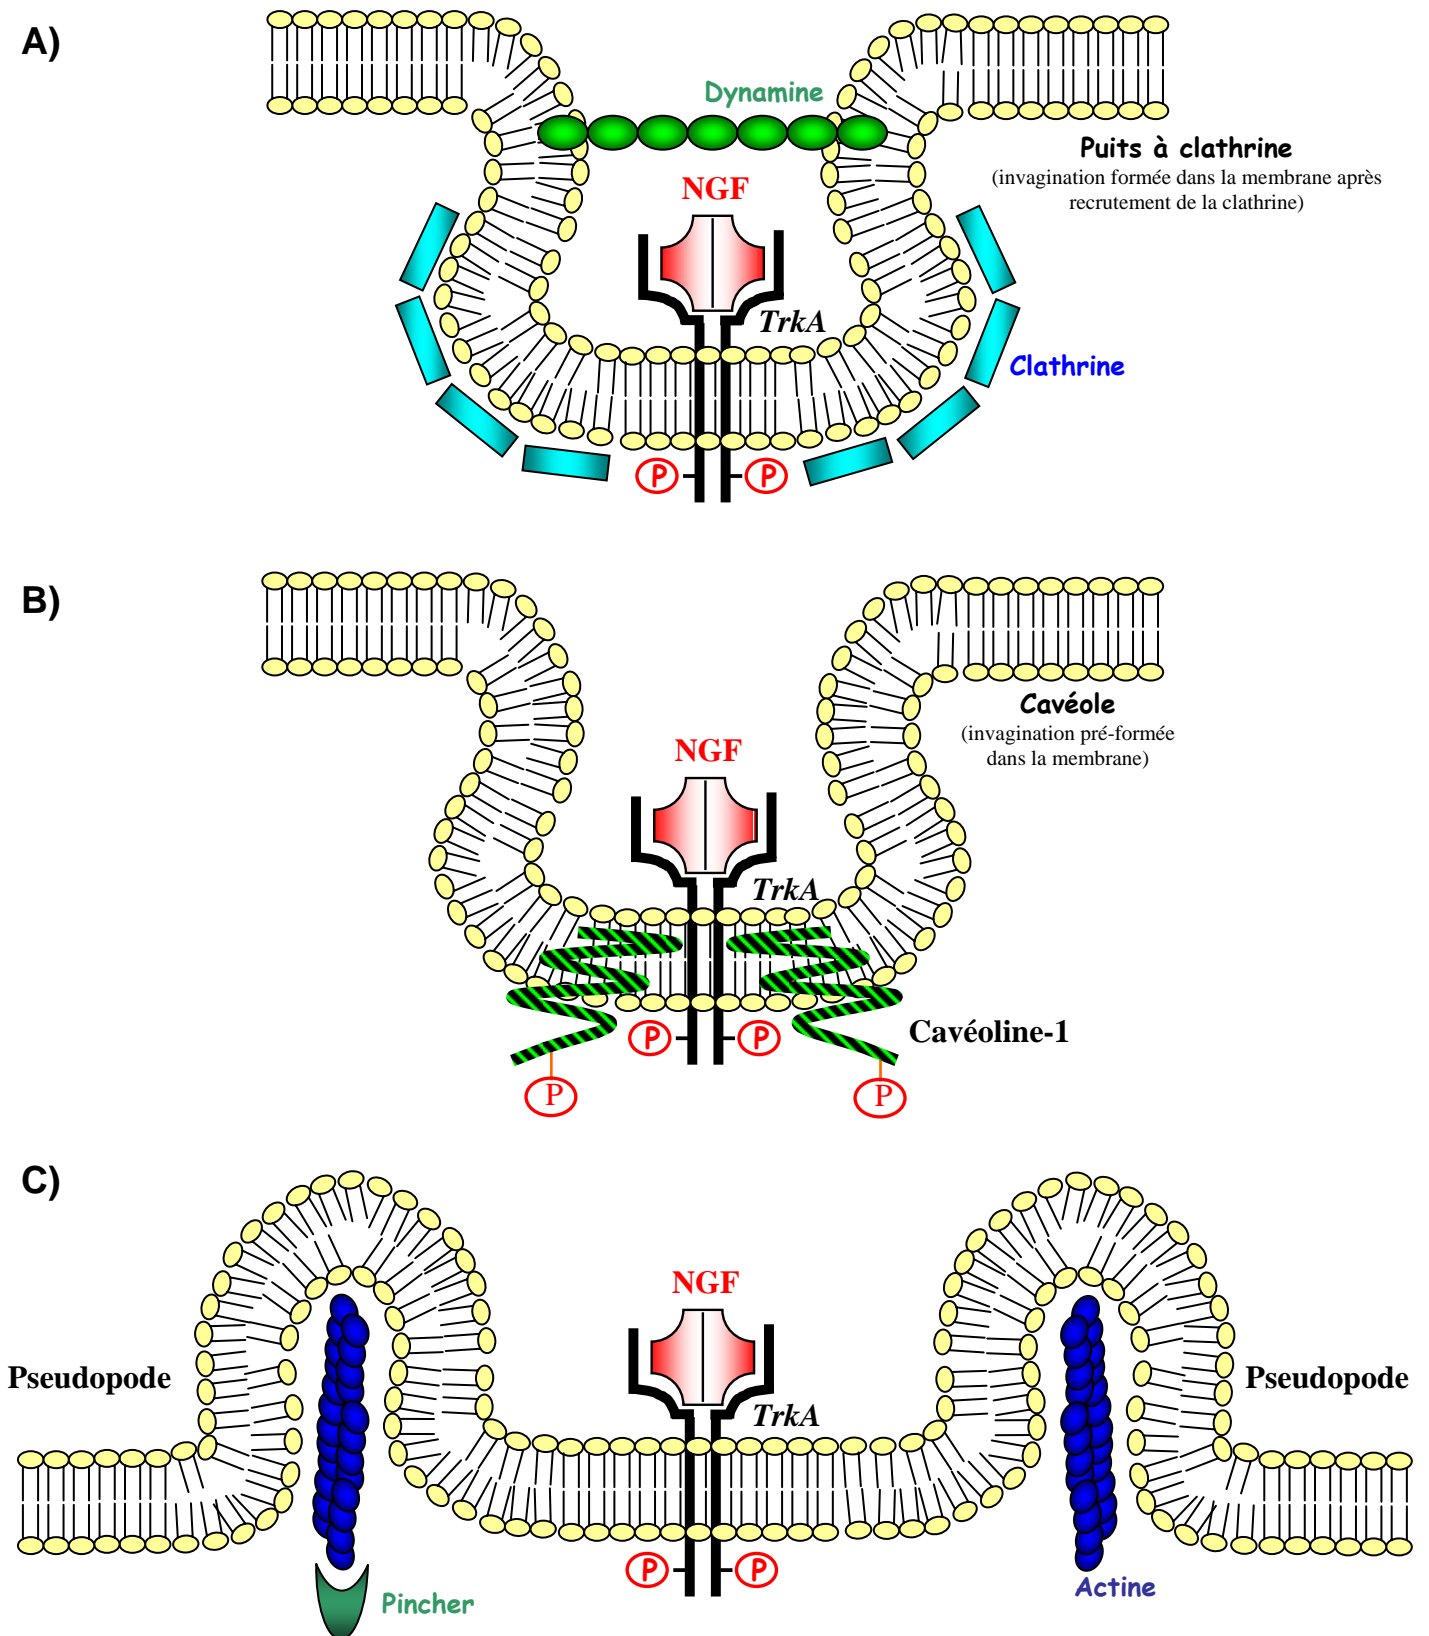 A)
Dynamine
Puits à clathrine
(invagination formée dans la membrane après
recrutement de la clathrine)
NGF
TrkA
Clathrine
P
P
B)
Cavéole
(invagination pré-formée
dans la membrane)
NGF
TrkA
Cavéoline-1
P
P
P
P
C)
NGF
Pseudopode
Pseudopode
TrkA
P
P
Actine
Pincher